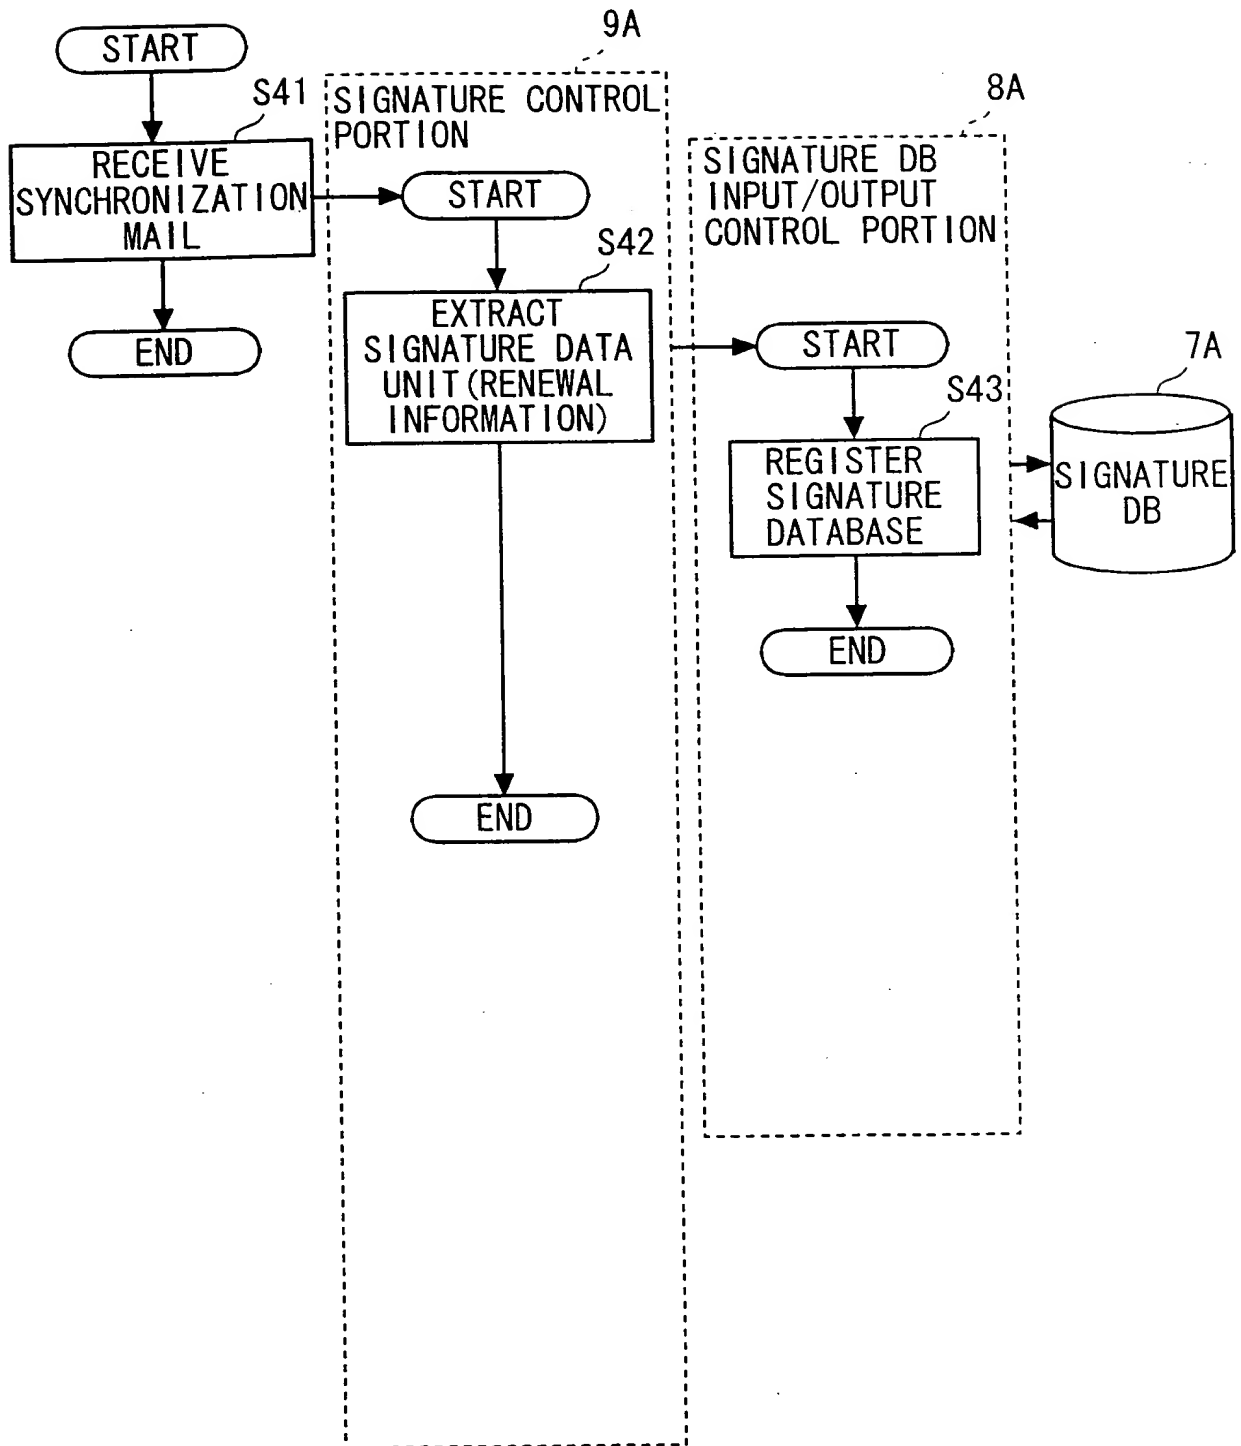 START
S41
RECEIVE
SYNCHRONIZATION
MAIL
END
9A
SIGNATURE CONTROL
PORTION
START
S42
EXTRACT
SIGNATURE DATA
UNIT(RENEWAL
INFORMATION)
END
8A
SIGNATURE DB
INPUT/OUTPUT
CONTROL PORTION
START
S43
REGISTER
SIGNATURE
DATABASE
END
7A
SIGNATURE
DB